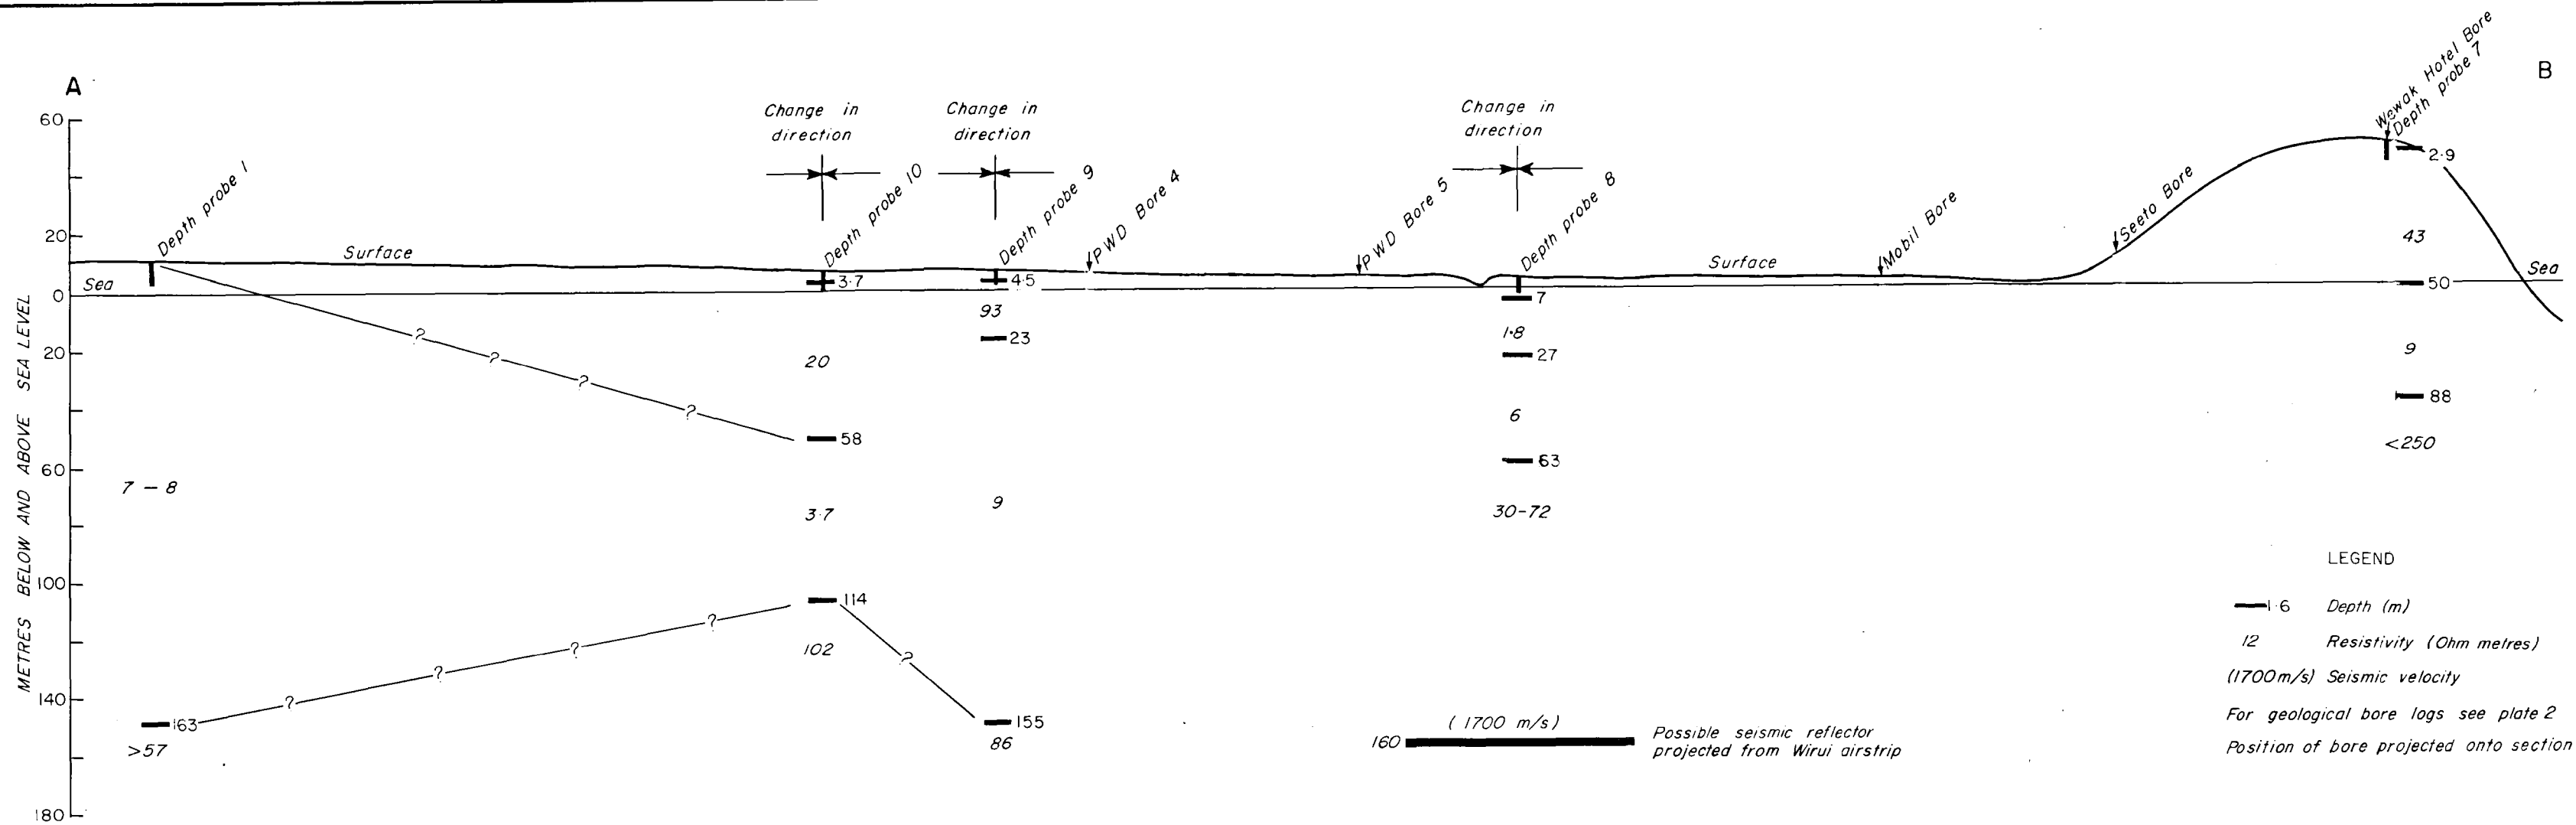 A
B
Change in
direction
Change in
direction
Change in
direction
Wewak Hotel Bore
Depth probe 7
Depth probe 1
Depth probe 10
Depth probe 9
PWD Bore 4
PWD Bore 5
Depth probe 8
Mobil Bore
Seeto Bore
Surface
Surface
Sea
Sea
METRES BELOW AND ABOVE SEA LEVEL
60
20
0
20
60
100
140
180
7 - 8
163
>57
3·7
20
58
3·7
114
102
4·5
93
23
9
155
86
7
1·8
27
6
63
30-72
2·9
43
50
9
88
<250
?
?
?
?
?
?
?
?
?
160
(1700 m/s)
Possible seismic reflector
projected from Wirui airstrip
LEGEND
1·6 Depth (m)
12 Resistivity (Ohm metres)
(1700m/s) Seismic velocity
For geological bore logs see plate 2
Position of bore projected onto section